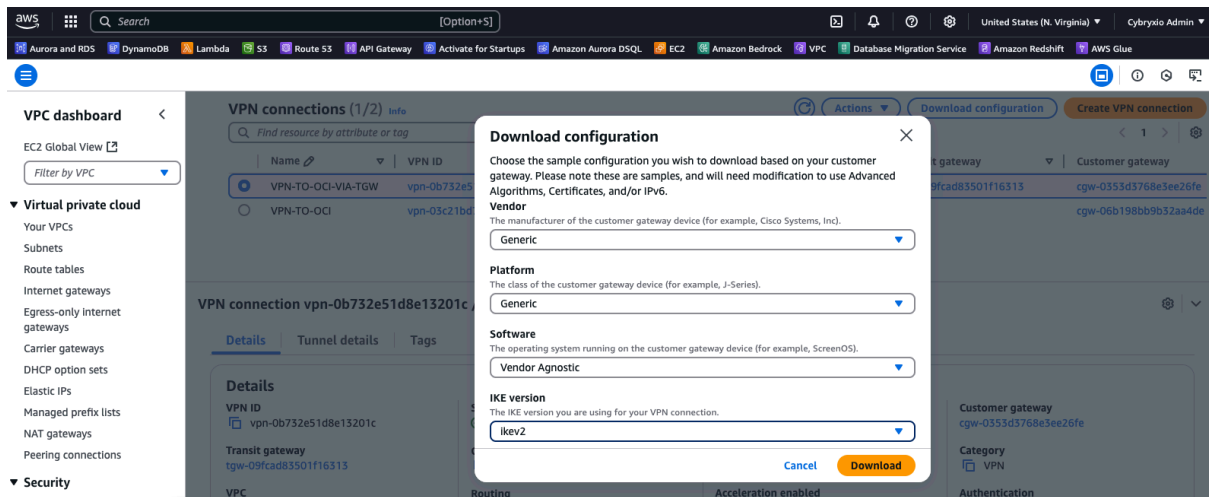 aws
Search
[Option+S]
United States (N. Virginia)
Cybryxio Admin
Aurora and RDS
DynamoDB
Lambda
S3
Route 53
API Gateway
Activate for Startups
Amazon Aurora DSQL
EC2
Amazon Bedrock
VPC
Database Migration Service
Amazon Redshift
AWS Glue
VPC dashboard
EC2 Global View
Filter by VPC
Virtual private cloud
Your VPCs
Subnets
Route tables
Internet gateways
Egress-only internet
gateways
Carrier gateways
DHCP option sets
Elastic IPs
Managed prefix lists
NAT gateways
Peering connections
Security
VPN connections (1/2) Info
Actions
Download configuration
Create VPN connection
Find resource by attribute or tag
1
Name
VPN ID
t gateway
Customer gateway
VPN-TO-OCI-VIA-TGW
vpn-0b732e5
9fcad83501f16313
cgw-0353d3768e3ee26fe
VPN-TO-OCI
vpn-03c21bd
cgw-06b198bb9b32aa4de
VPN connection vpn-0b732e51d8e13201c /
Details
Tunnel details
Tags
Details
VPN ID
vpn-0b732e51d8e13201c
Customer gateway
cgw-0353d3768e3ee26fe
Transit gateway
tgw-09fcad83501f16313
Category
VPN
VPC
Routing
Acceleration enabled
Authentication
Download configuration
Choose the sample configuration you wish to download based on your customer
gateway. Please note these are samples, and will need modification to use Advanced
Algorithms, Certificates, and/or IPv6.
Vendor
The manufacturer of the customer gateway device (for example, Cisco Systems, Inc).
Generic
Platform
The class of the customer gateway device (for example, J-Series).
Generic
Software
The operating system running on the customer gateway device (for example, ScreenOS).
Vendor Agnostic
IKE version
The IKE version you are using for your VPN connection.
ikev2
Cancel
Download